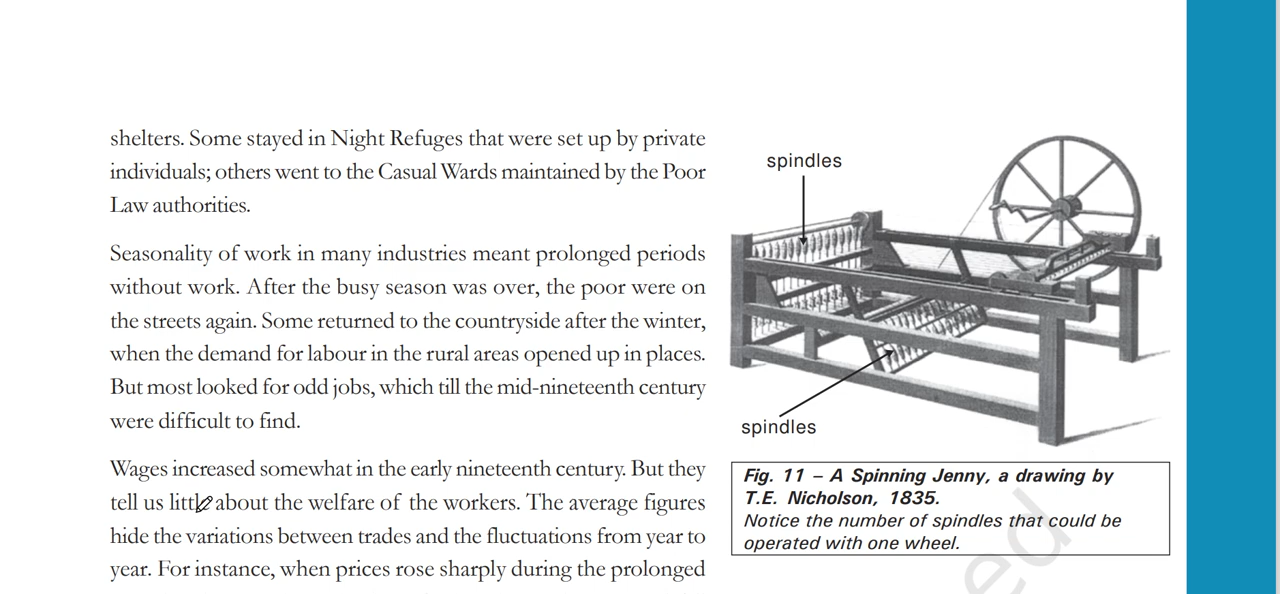 shelters. Some stayed in Night Refuges that were set up by private
individuals; others went to the Casual Wards maintained by the Poor
Law authorities.
Seasonality of work in many industries meant prolonged periods
without work. After the busy season was over, the poor were on
the streets again. Some returned to the countryside after the winter,
when the demand for labour in the rural areas opened up in places.
But most looked for odd jobs, which till the mid-nineteenth century
were difficult to find.
Wages increased somewhat in the early nineteenth century. But they
tell us little about the welfare of the workers. The average figures
hide the variations between trades and the fluctuations from year to
year. For instance, when prices rose sharply during the prolonged
spindles
spindles
Fig. 11 – A Spinning Jenny, a drawing by
T.E. Nicholson, 1835.
Notice the number of spindles that could be
operated with one wheel.
ed